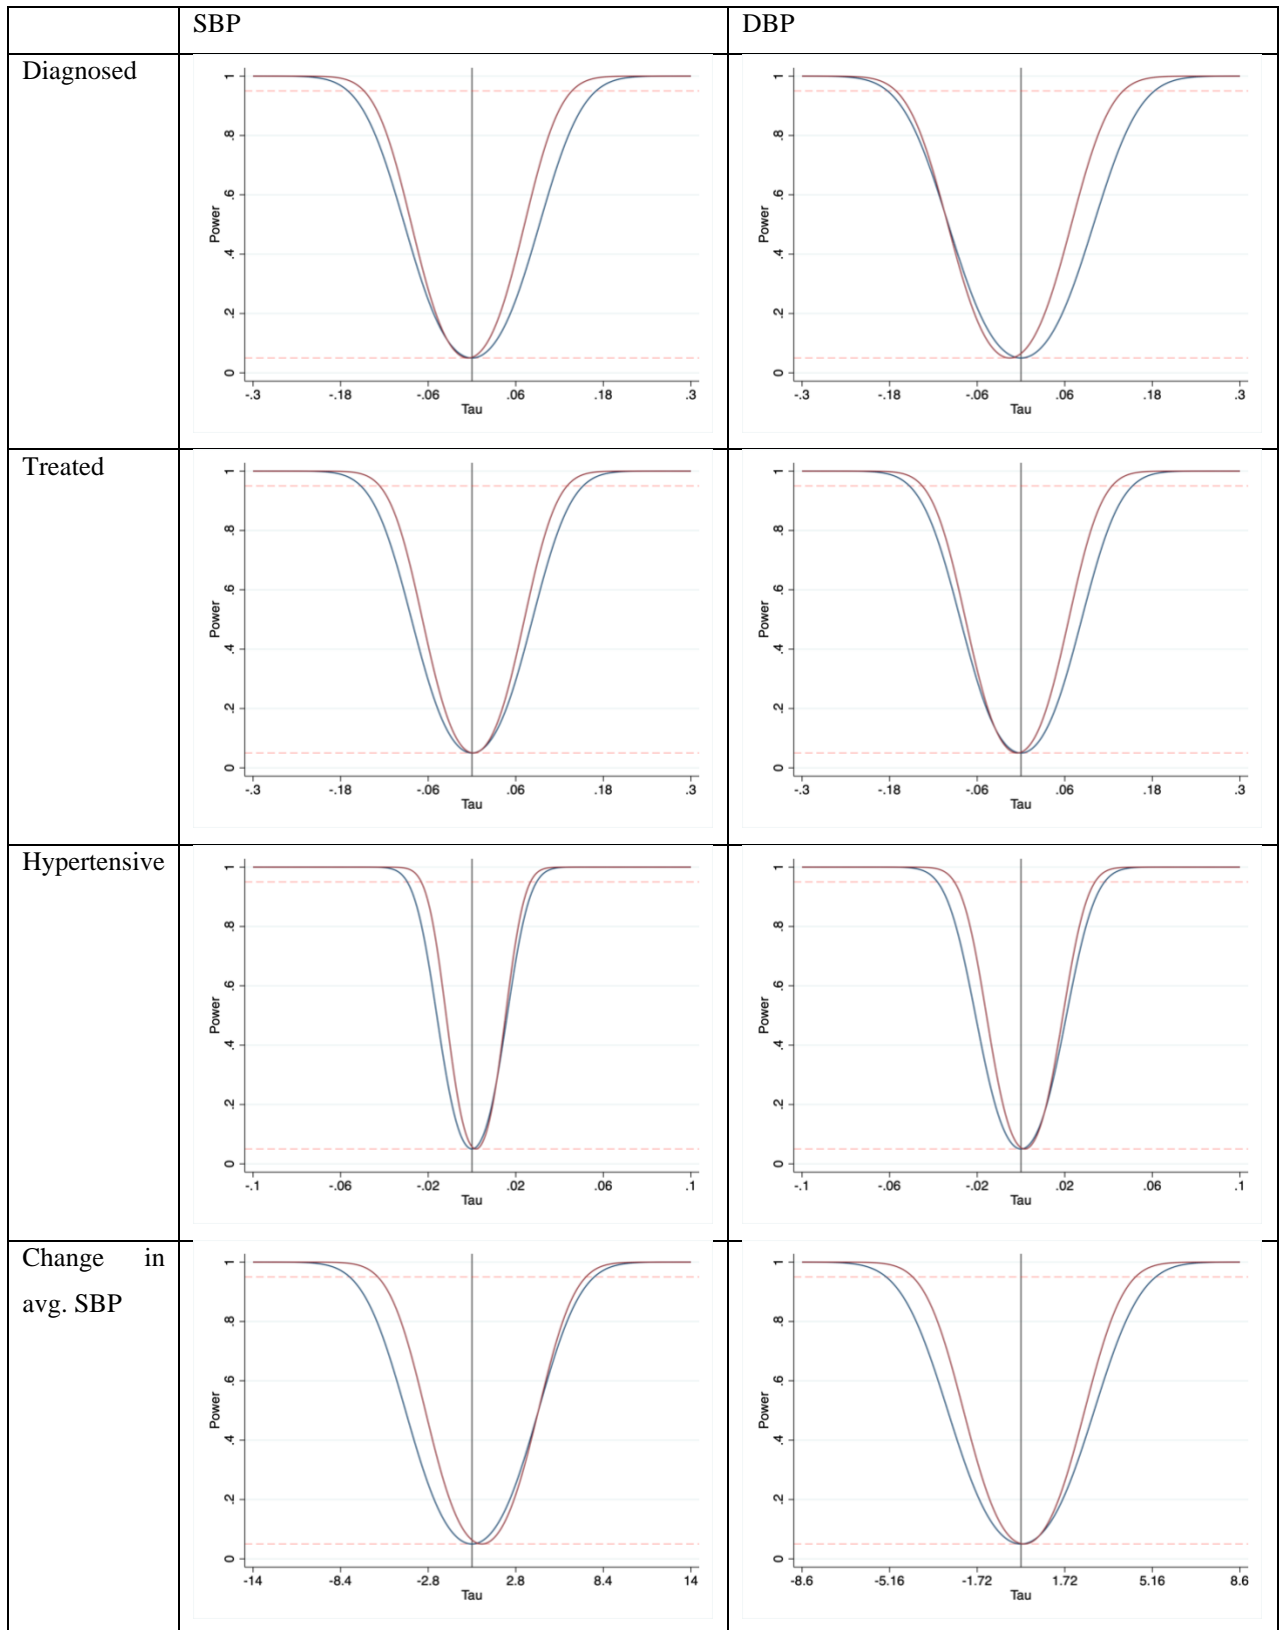 SBP DBP
Diagnosed
1 .8 .6 .4 .2 0
Power
-.3 -.18 -.06 .06 .18 .3
Tau
1 .8 .6 .4 .2 0
Power
-.3 -.18 -.06 .06 .18 .3
Tau
Treated
1 .8 .6 .4 .2 0
Power
-.3 -.18 -.06 .06 .18 .3
Tau
1 .8 .6 .4 .2 0
Power
-.3 -.18 -.06 .06 .18 .3
Tau
Hypertensive
1 .8 .6 .4 .2 0
Power
-.1 -.06 -.02 .02 .06 .1
Tau
1 .8 .6 .4 .2 0
Power
-.1 -.06 -.02 .02 .06 .1
Tau
Change in
avg. SBP
1 .8 .6 .4 .2 0
Power
-14 -8.4 -2.8 2.8 8.4 14
Tau
1 .8 .6 .4 .2 0
Power
-8.6 -5.16 -1.72 1.72 5.16 8.6
Tau